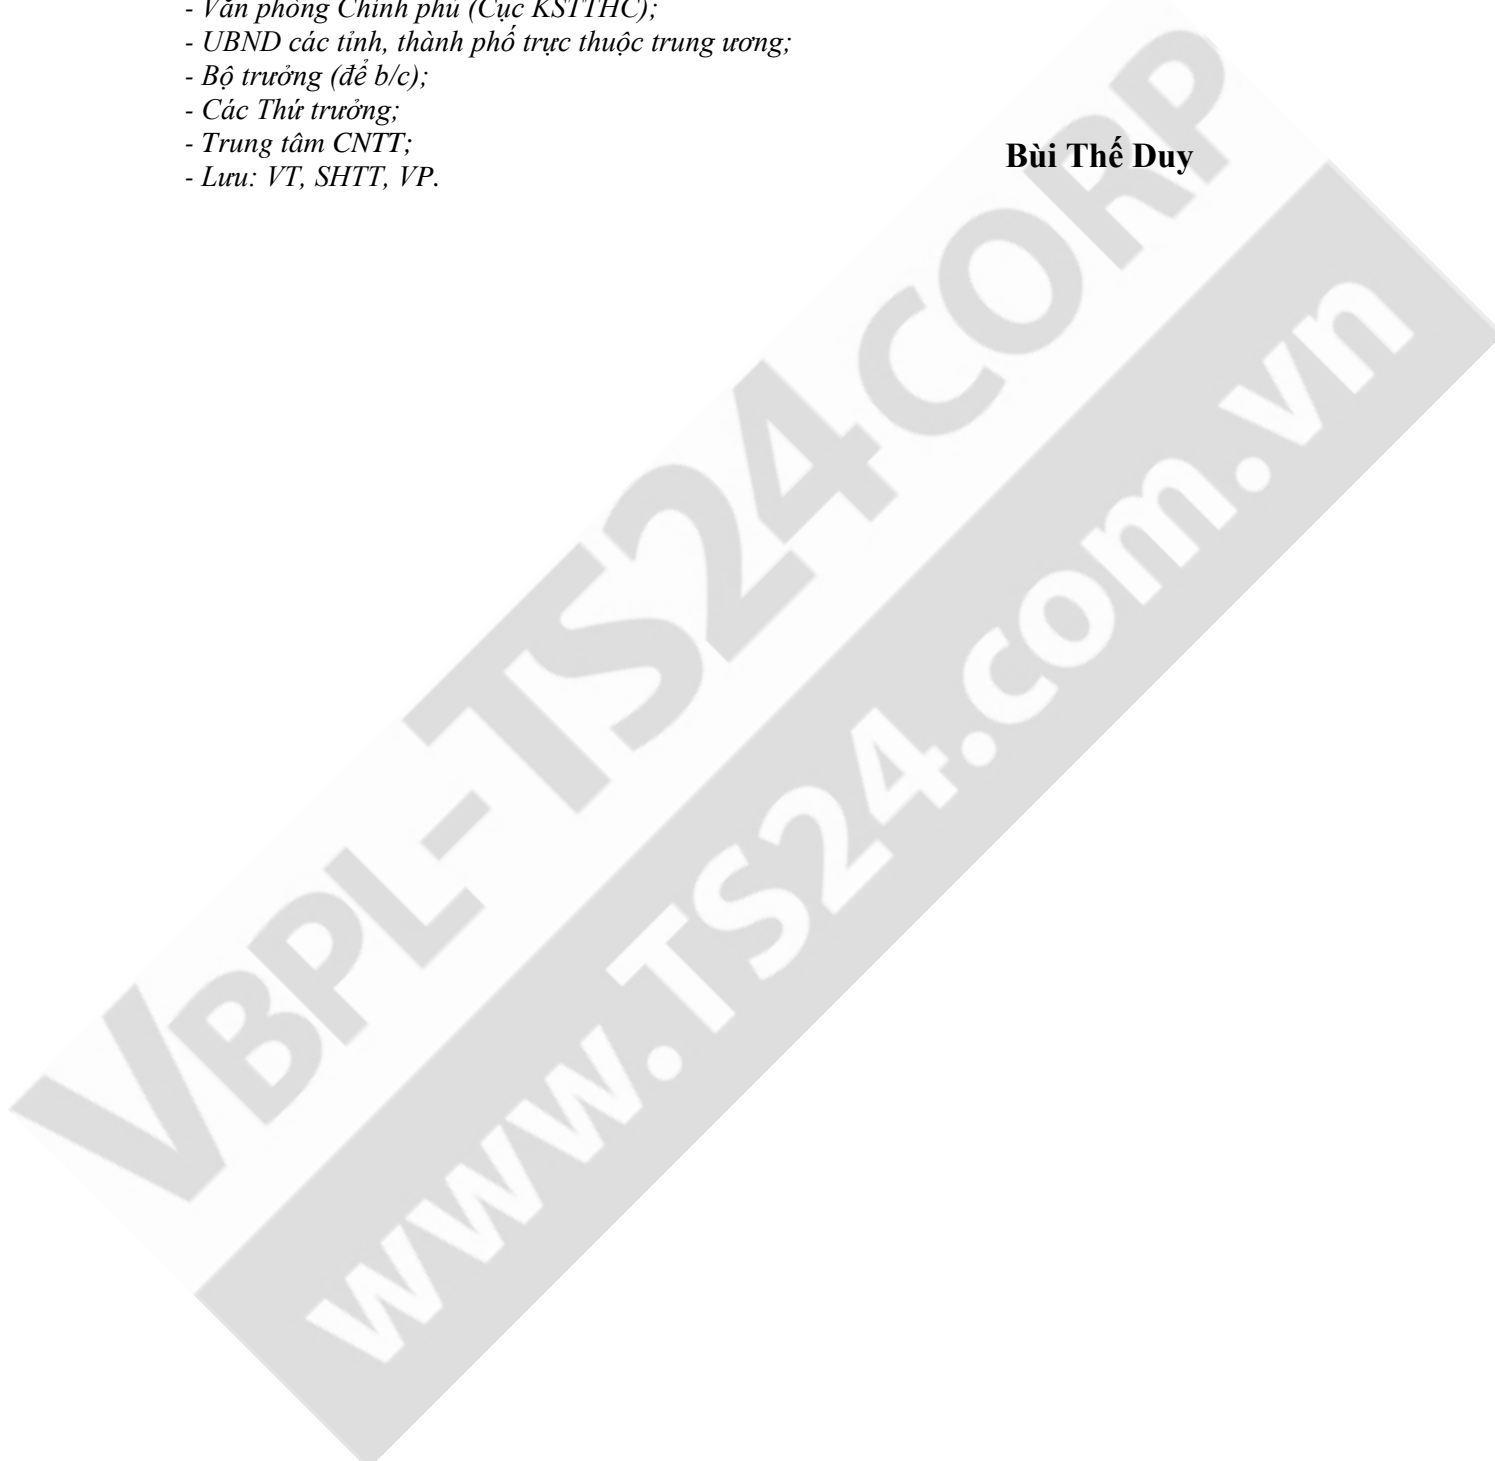 - Văn phòng Chính phủ (Cục KSTTHC);
- UBND các tỉnh, thành phố trực thuộc trung ương;
- Bộ trưởng (để b/c);
- Các Thứ trưởng;
- Trung tâm CNTT;
- Lưu: VT, SHTT, VP.
Bùi Thế Duy
VBPL-TS24CORP
www.TS24.com.vn